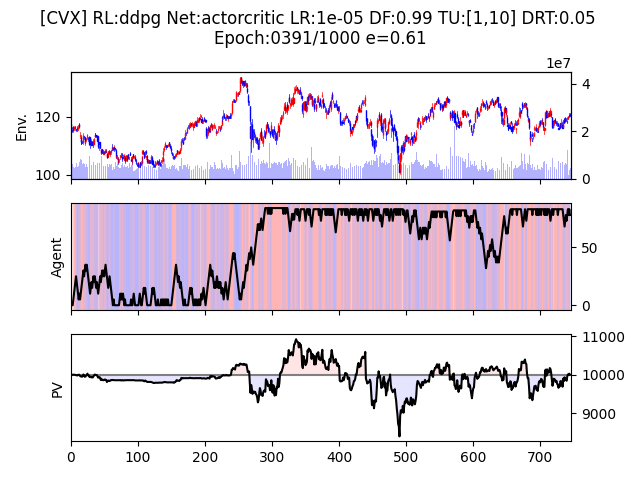 [CVX] RL:ddpg Net:actorcritic LR:1e-05 DF:0.99 TU:[1,10] DRT:0.05
Epoch:0391/1000 e=0.61
1e7
Env.
120
100
4
2
0
Agent
50
0
PV
11000
10000
9000
0 100 200 300 400 500 600 700